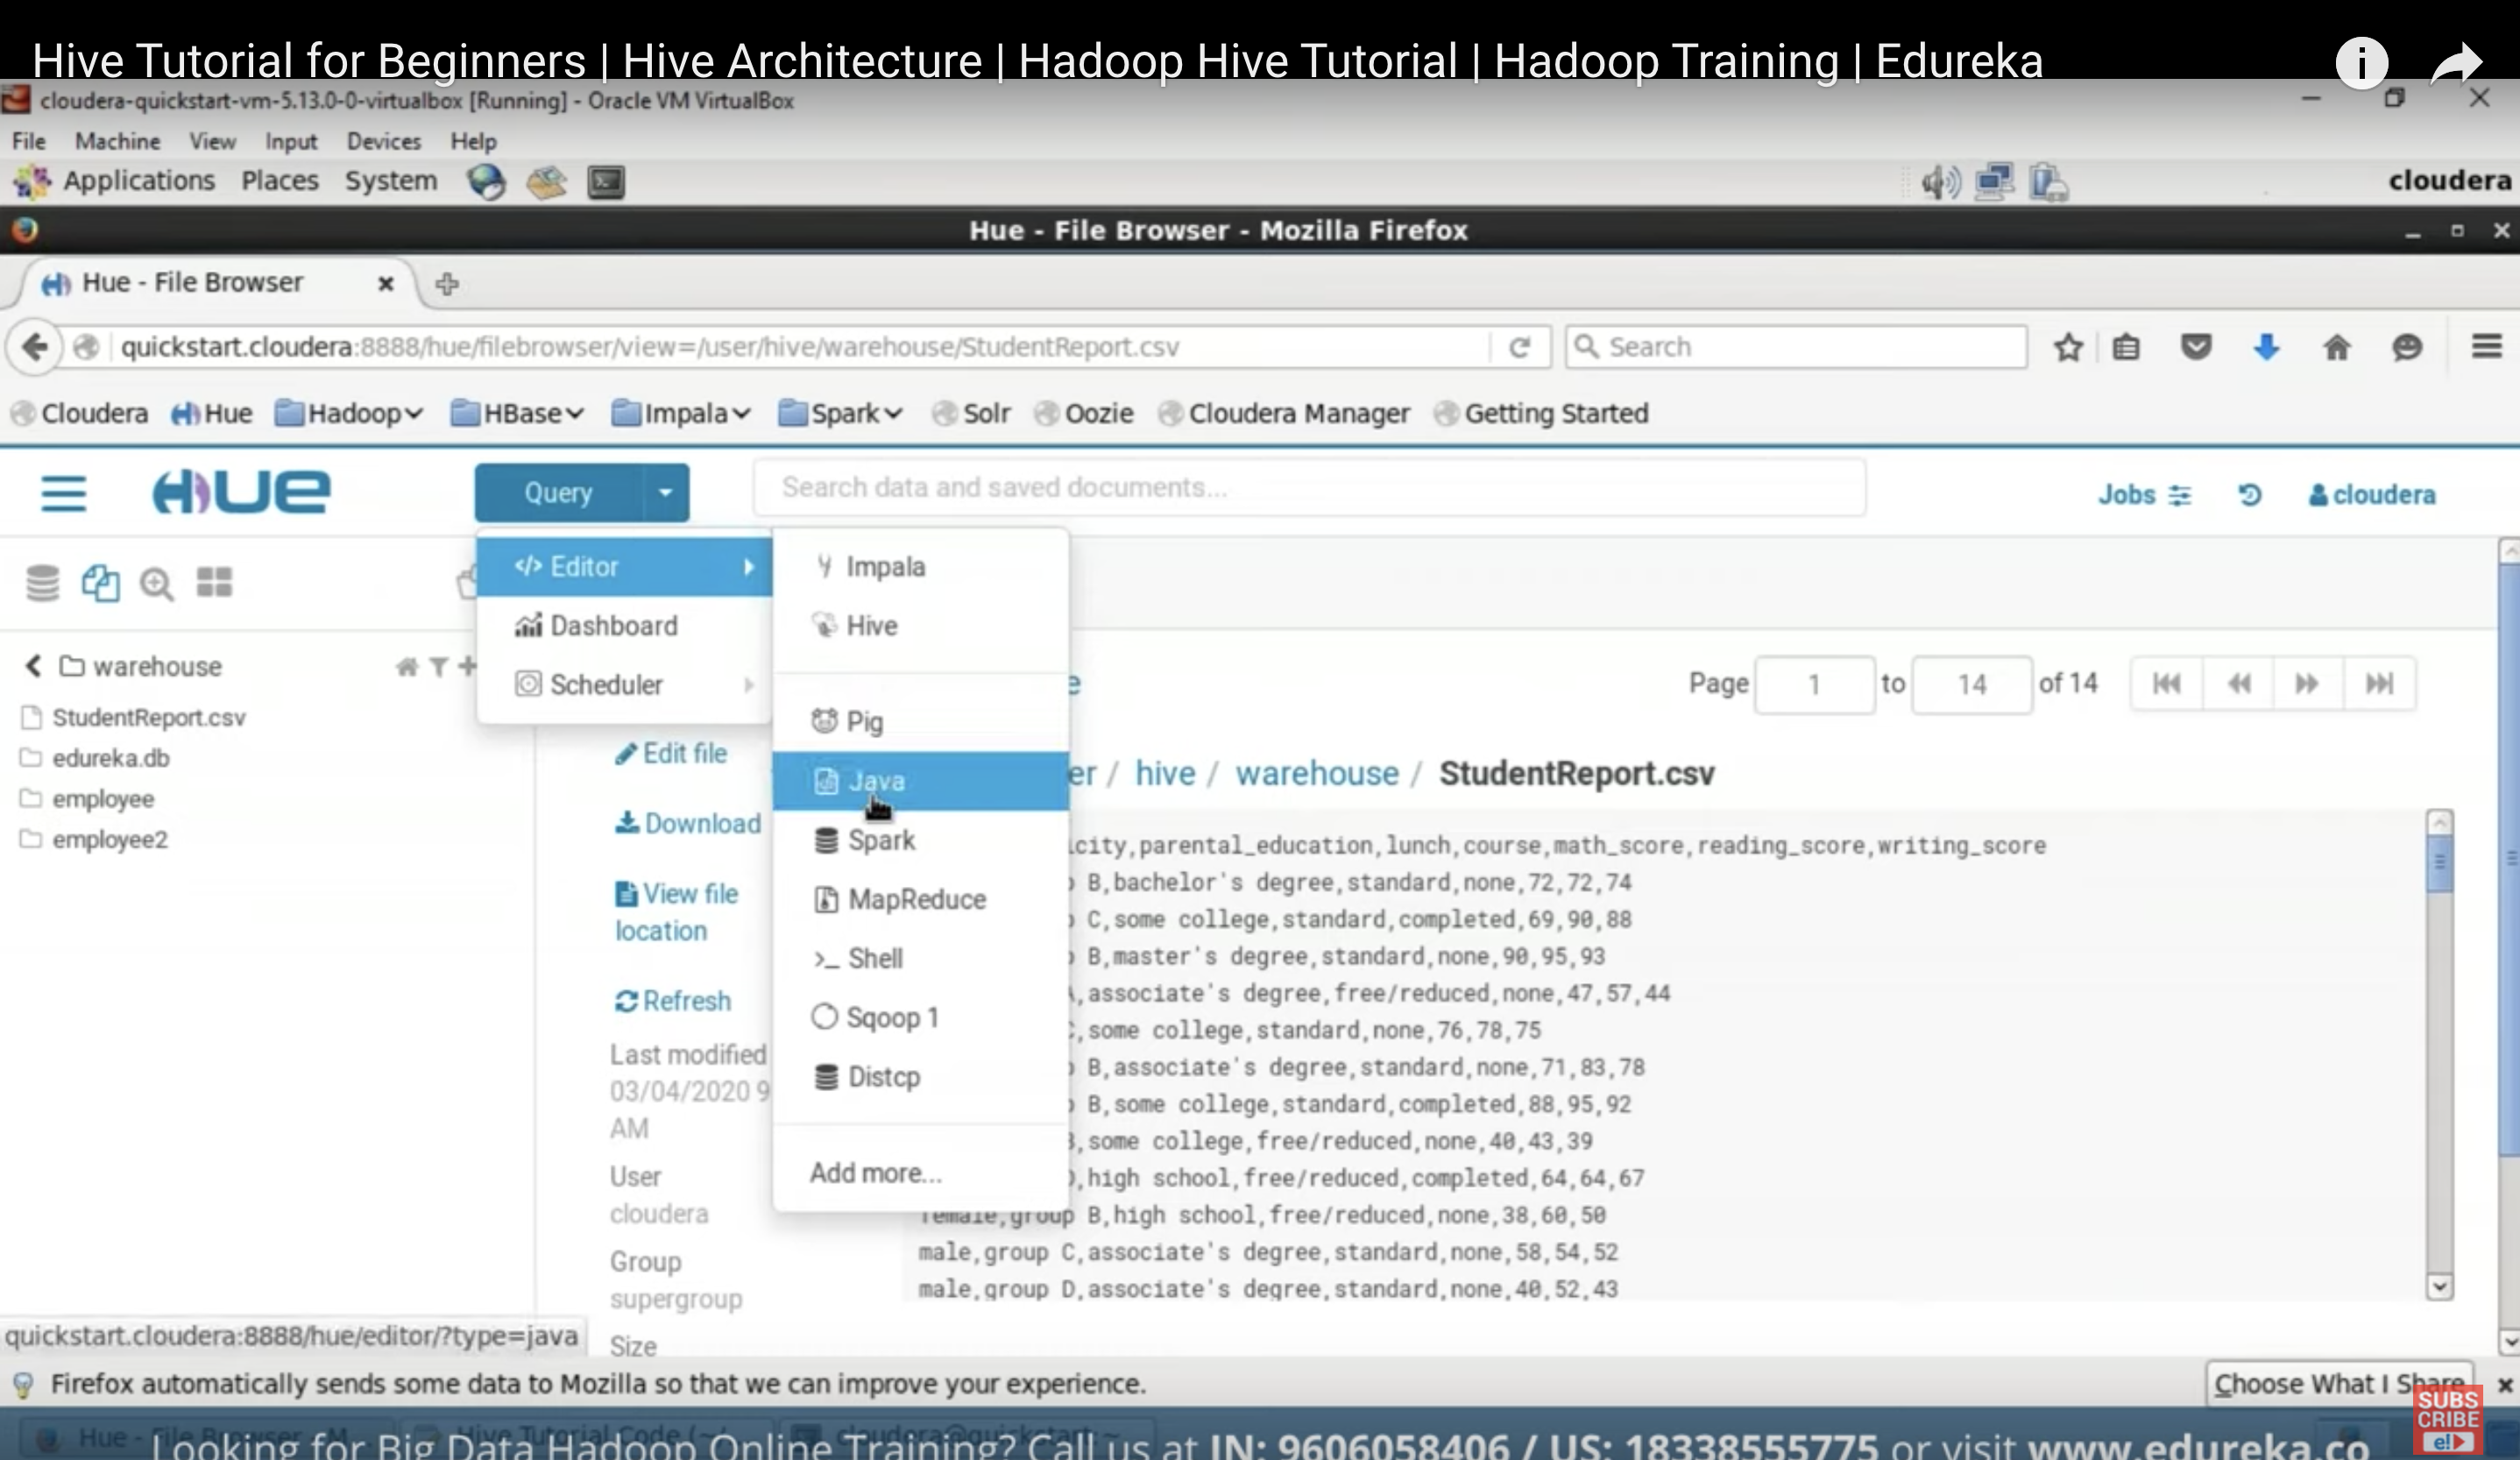 Hive Tutorial for Beginners | Hive Architecture | Hadoop Hive Tutorial | Hadoop Training | Edureka
cloudera-quickstart-vm-5.13.0-0-virtualbox [Running] - Oracle VM VirtualBox
File Machine View Input Devices Help
Applications Places System cloudera
Hue - File Browser - Mozilla Firefox
Hue - File Browser
quickstart.cloudera:8888/hue/filebrowser/view=/user/hive/warehouse/StudentReport.csv Search
Cloudera Hue Hadoop HBase Impala Spark Solr Oozie Cloudera Manager Getting Started
HUE Query Search data and saved documents... Jobs cloudera
Editor
Dashboard
Scheduler
Impala
Hive
Pig
Java
Spark
MapReduce
Shell
Sqoop 1
Distcp
Add more...
warehouse
StudentReport.csv
edureka.db
employee
employee2
Edit file
Download
View file
location
Refresh
Last modified
03/04/2020 9
AM
User
cloudera
Group
supergroup
Size
Page 1 to 14 of 14
/ hive / warehouse / StudentReport.csv
,parental_education,lunch,course,math_score,reading_score,writing_score
B,bachelor's degree,standard,none,72,72,74
C,some college,standard,completed,69,90,88
B,master's degree,standard,none,90,95,93
,associate's degree,free/reduced,none,47,57,44
,some college,standard,none,76,78,75
B,associate's degree,standard,none,71,83,78
B,some college,standard,completed,88,95,92
,some college,free/reduced,none,40,43,39
,high school,free/reduced,completed,64,64,67
female,group B,high school,free/reduced,none,38,60,50
male,group C,associate's degree,standard,none,58,54,52
male,group D,associate's degree,standard,none,40,52,43
quickstart.cloudera:8888/hue/editor/?type=java
Firefox automatically sends some data to Mozilla so that we can improve your experience. Choose What I Share
SUBS
CRIBE
e!
Looking for Big Data Hadoop Online Training? Call us at IN: 9606058406 / US: 18338555775 or visit www.edureka.co